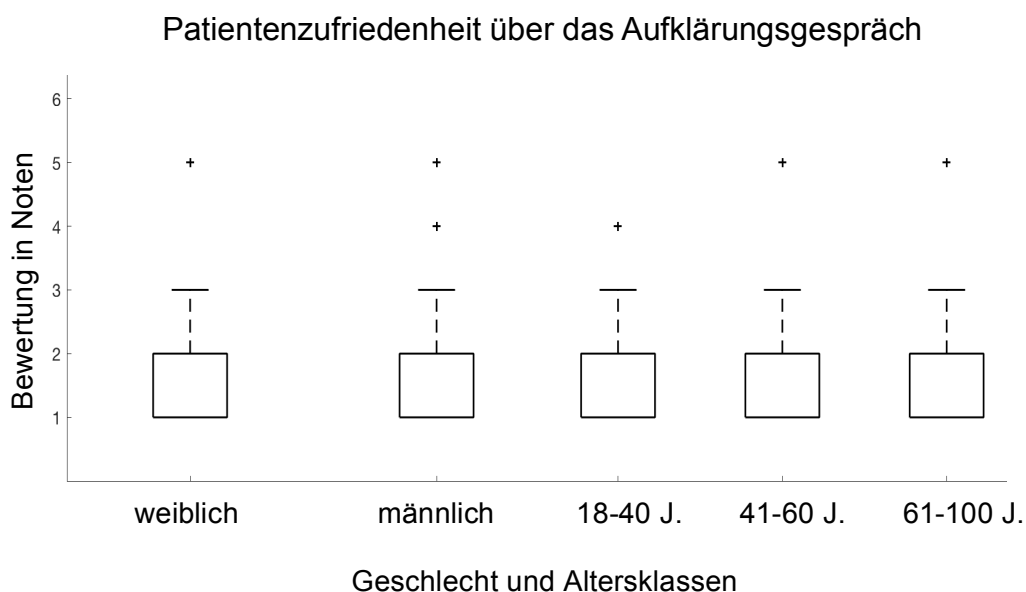 Patientenzufriedenheit über das Aufklärungsgespräch
Bewertung in Noten
6
5
4
3
2
1
weiblich männlich 18-40 J. 41-60 J. 61-100 J.
Geschlecht und Altersklassen